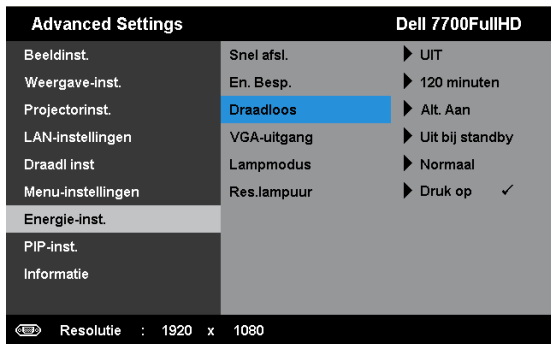 Advanced Settings Dell 7700FullHD
Beeldinst. Snel afsl. UIT
Weergave-inst. En. Besp. 120 minuten
Projectorinst. Draadloos Alt. Aan
LAN-instellingen VGA-uitgang Uit bij standby
Draadl inst Lampmodus Normaal
Menu-instellingen Res.lampuur Druk op ✓
Energie-inst.
PIP-inst.
Informatie
Resolutie : 1920 x 1080